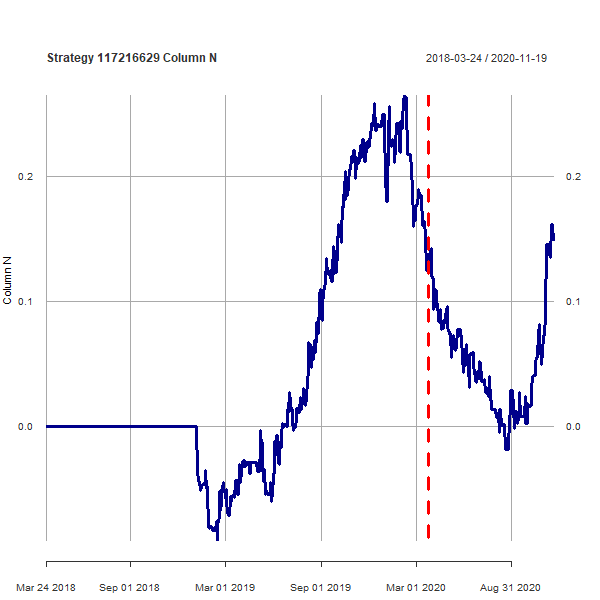 Strategy 117216629 Column N
2018-03-24 / 2020-11-19
Column N
0.2
0.2
0.1
0.1
0.0
0.0
Mar 24 2018
Sep 01 2018
Mar 01 2019
Sep 01 2019
Mar 01 2020
Aug 31 2020